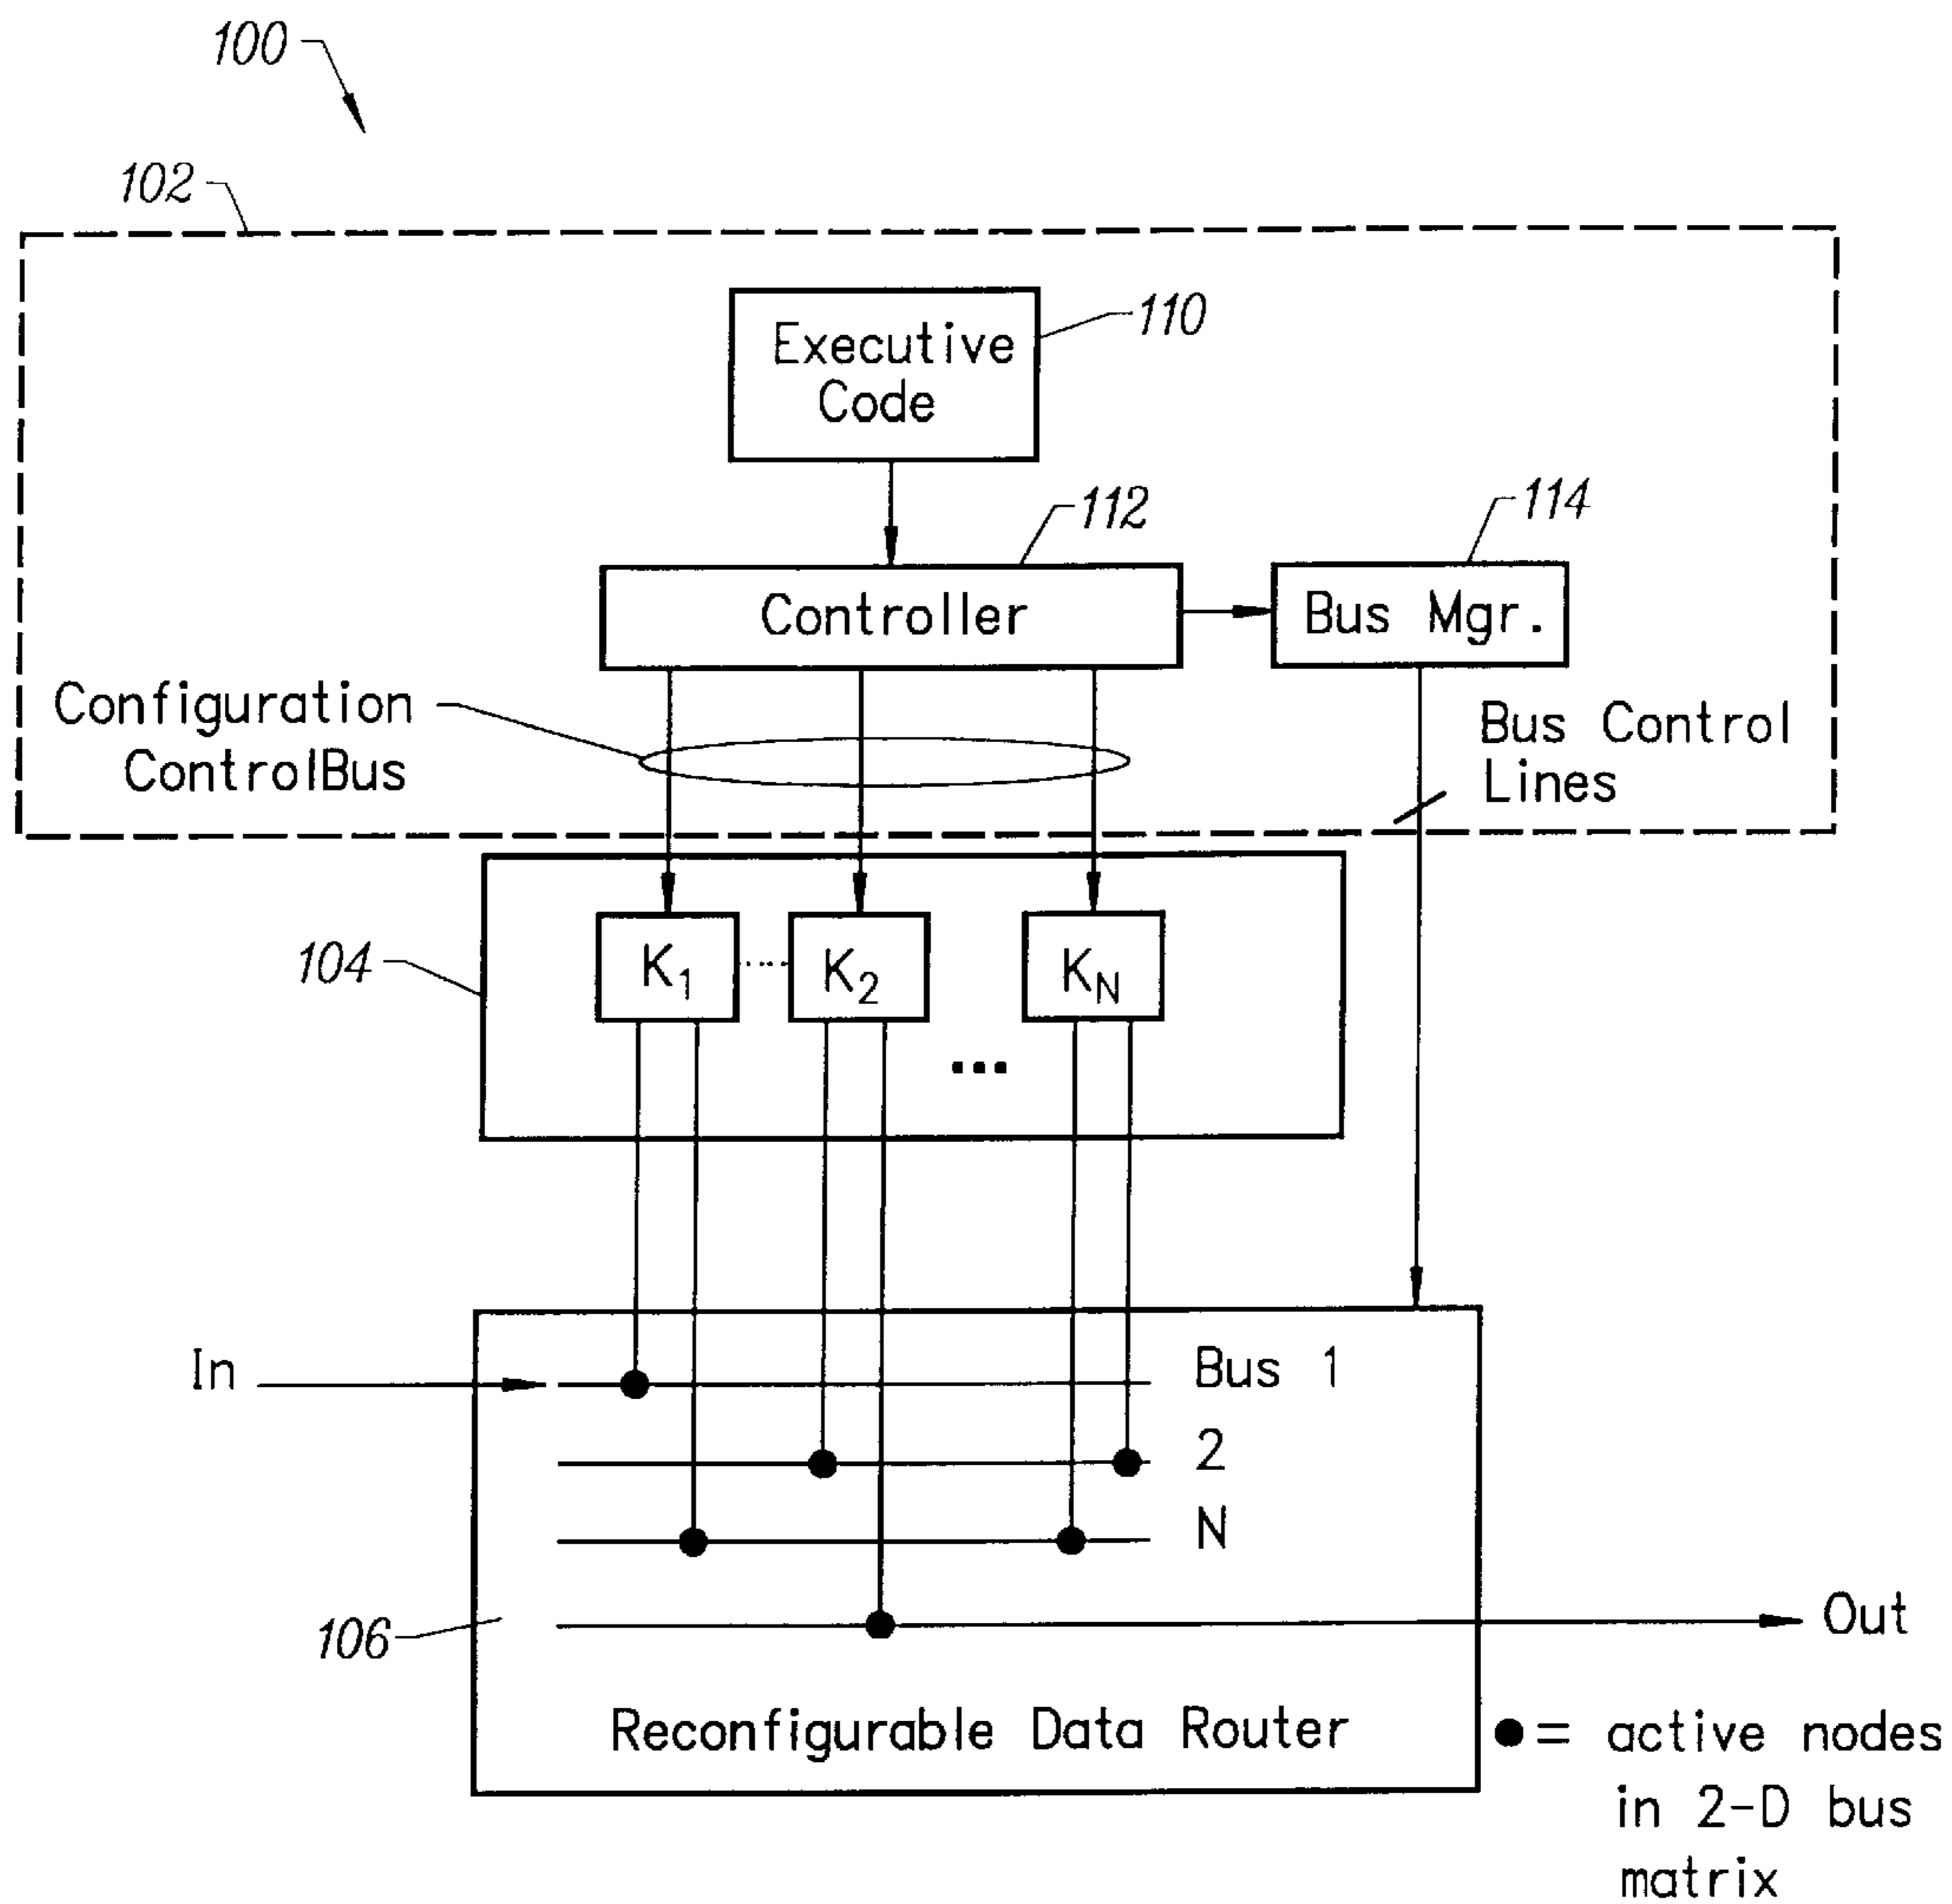 100
102
Executive
Code
110
112
114
Controller
Bus Mgr.
Configuration
ControlBus
Bus Control
Lines
104
K1
K2
KN
...
In
Bus 1
2
N
106
Out
Reconfigurable Data Router
= active nodes
in 2-D bus
matrix